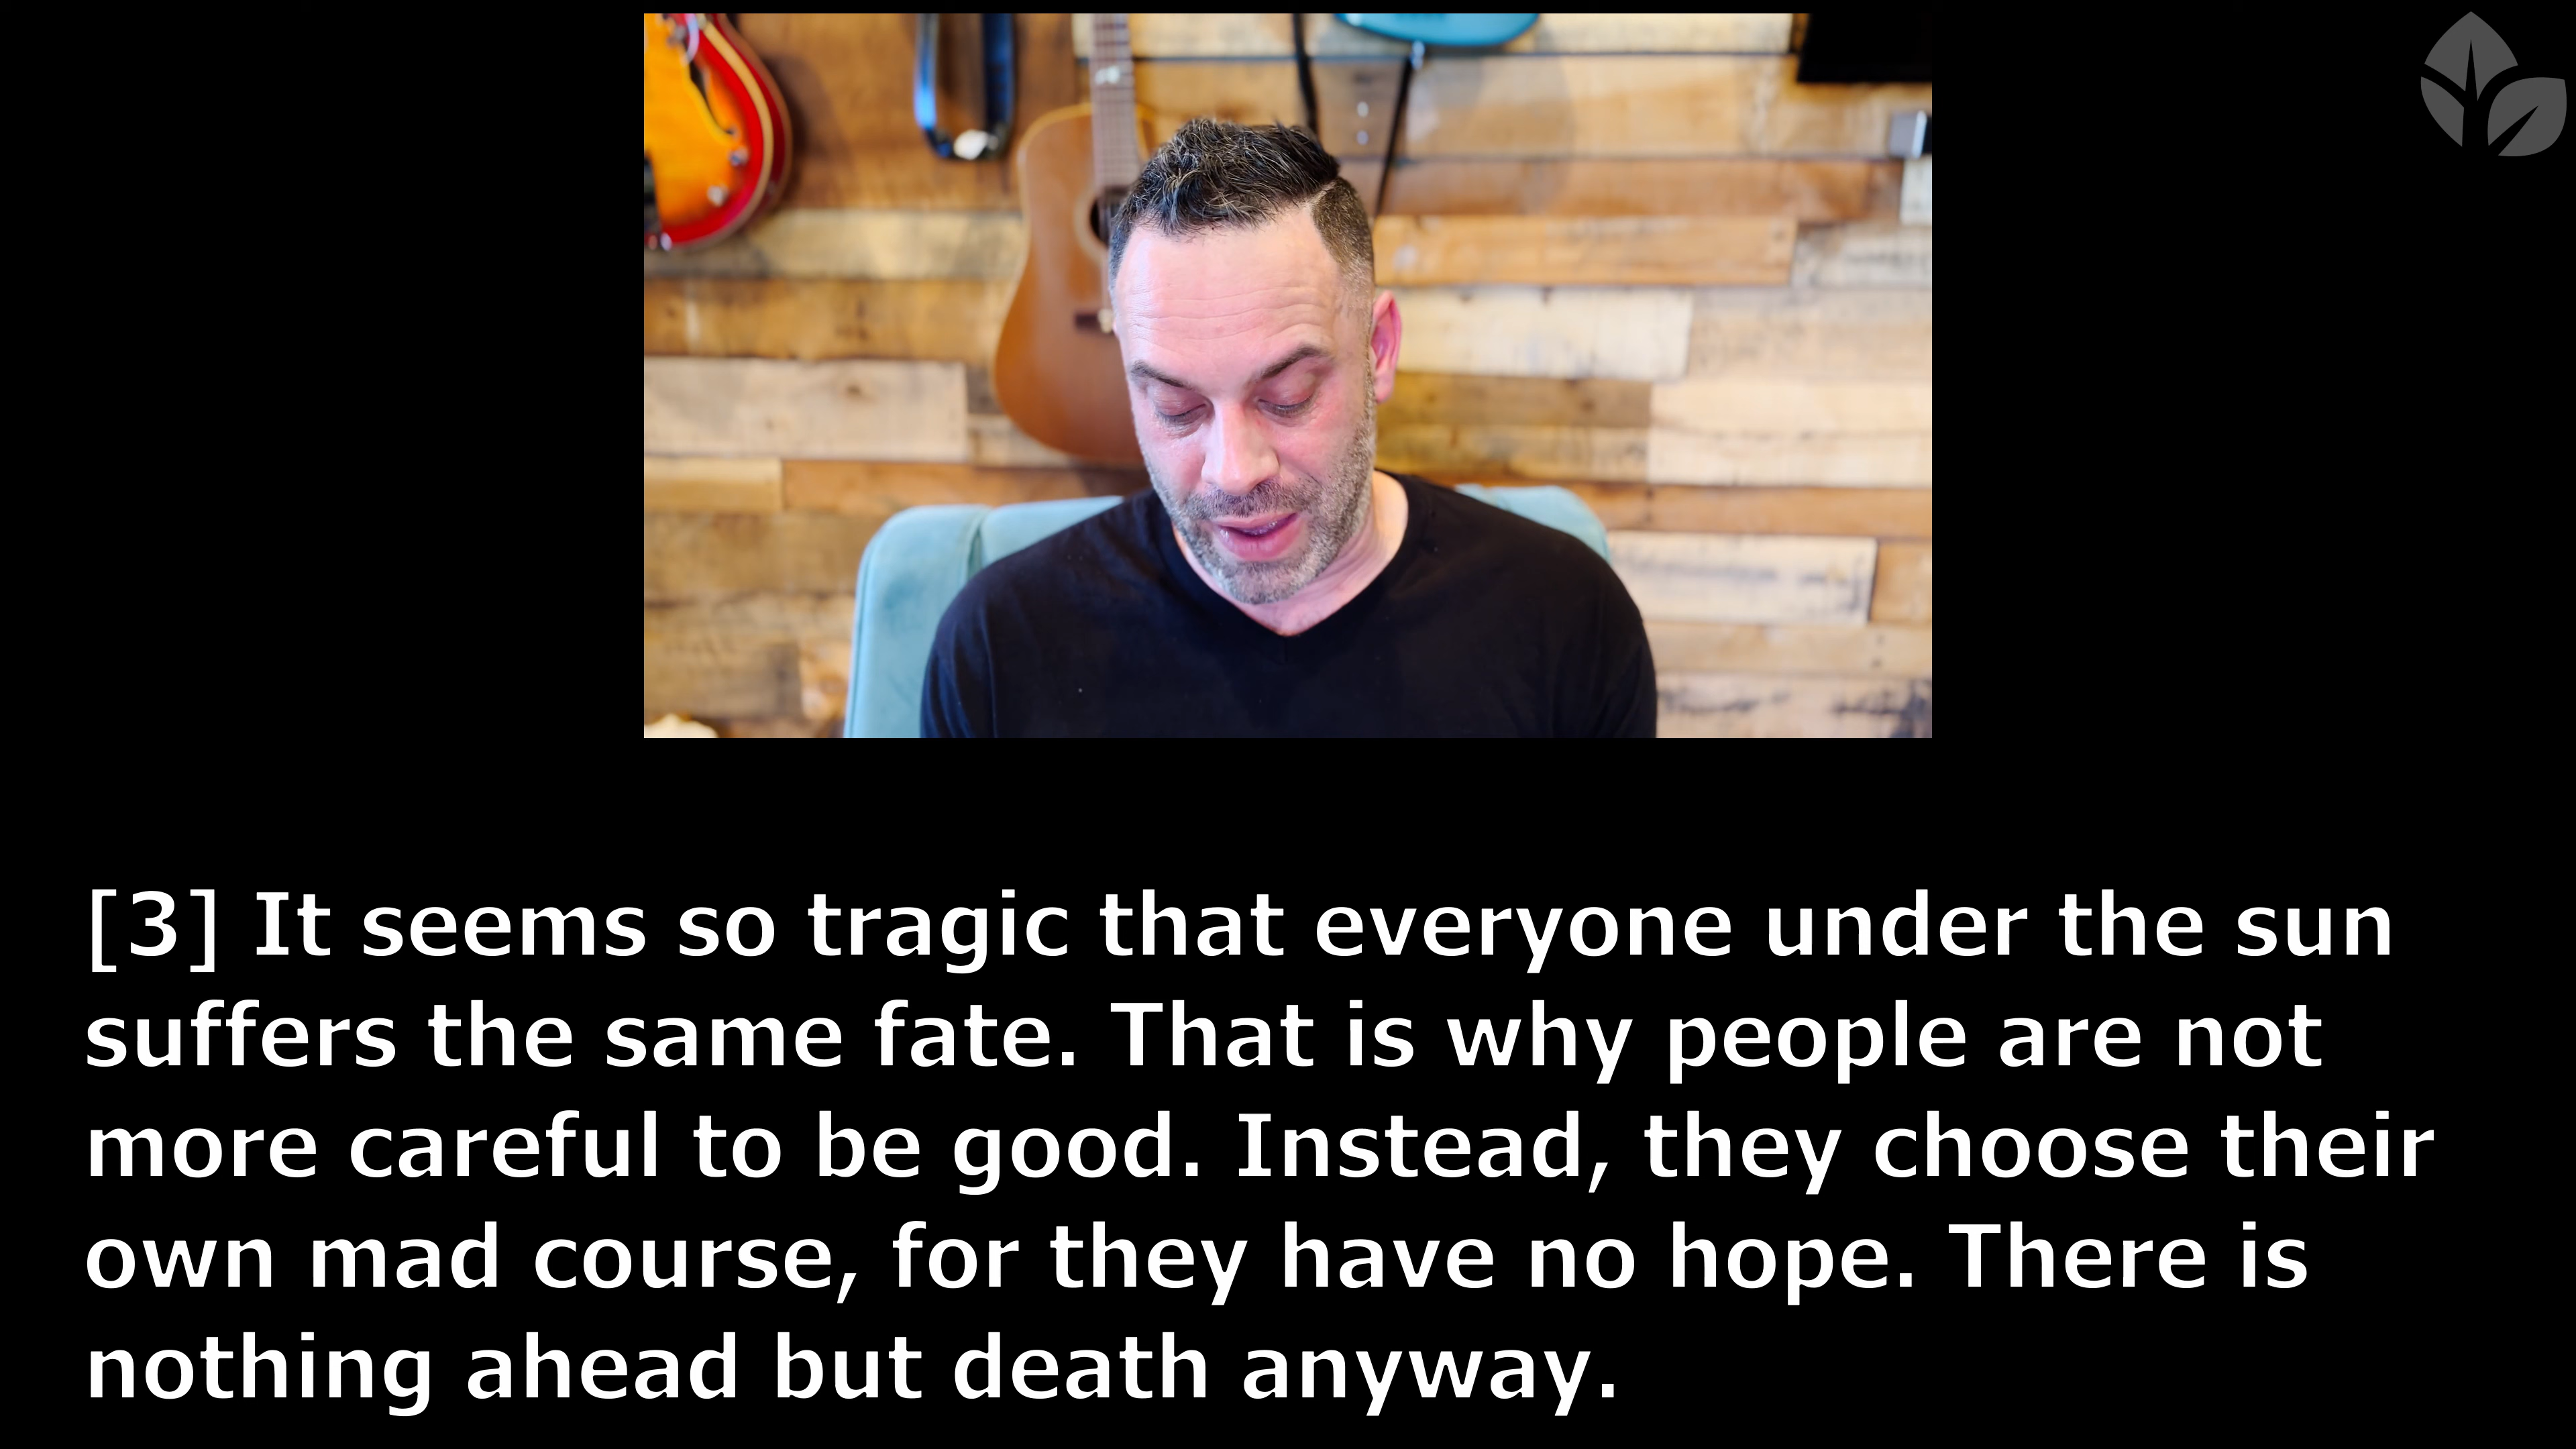 [3] It seems so tragic that everyone under the sun
suffers the same fate. That is why people are not
more careful to be good. Instead, they choose their
own mad course, for they have no hope. There is
nothing ahead but death anyway.